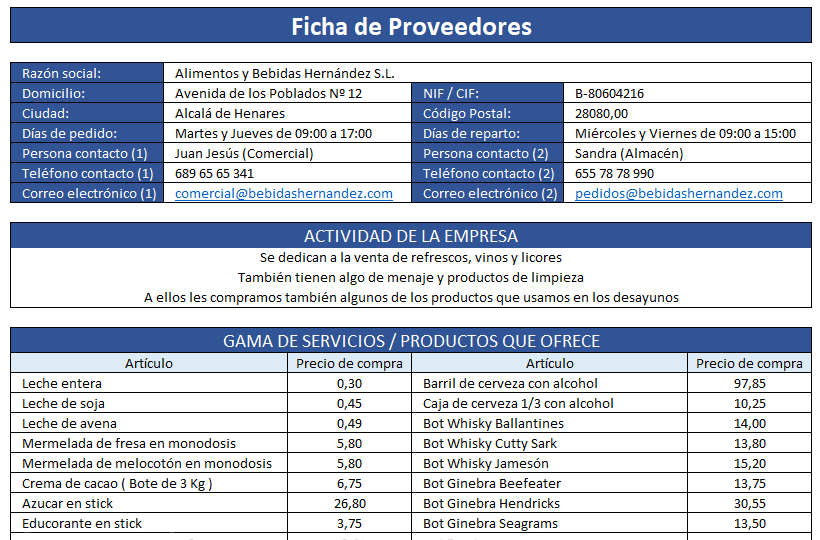 Ficha de Proveedores
Razón social: Alimentos y Bebidas Hernández S.L.
Domicilio: Avenida de los Poblados Nº 12 NIF / CIF: B-80604216
Ciudad: Alcalá de Henares Código Postal: 28080,00
Días de pedido: Martes y Jueves de 09:00 a 17:00 Días de reparto: Miércoles y Viernes de 09:00 a 15:00
Persona contacto (1) Juan Jesús (Comercial) Persona contacto (2) Sandra (Almacén)
Teléfono contacto (1) 689 65 65 341 Teléfono contacto (2) 655 78 78 990
Correo electrónico (1) comercial@bebidashernandez.com Correo electrónico (2) pedidos@bebidashernandez.com
ACTIVIDAD DE LA EMPRESA
Se dedican a la venta de refrescos, vinos y licores
También tienen algo de menaje y productos de limpieza
A ellos les compramos también algunos de los productos que usamos en los desayunos
GAMA DE SERVICIOS / PRODUCTOS QUE OFRECE
Artículo Precio de compra Artículo Precio de compra
Leche entera 0,30 Barril de cerveza con alcohol 97,85
Leche de soja 0,45 Caja de cerveza 1/3 con alcohol 10,25
Leche de avena 0,49 Bot Whisky Ballantines 14,00
Mermelada de fresa en monodosis 5,80 Bot Whisky Cutty Sark 13,80
Mermelada de melocotón en monodosis 5,80 Bot Whisky Jamesón 15,20
Crema de cacao ( Bote de 3 Kg ) 6,75 Bot Ginebra Beefeater 13,75
Azucar en stick 26,80 Bot Ginebra Hendricks 30,55
Educorante en stick 3,75 Bot Ginebra Seagrams 13,50